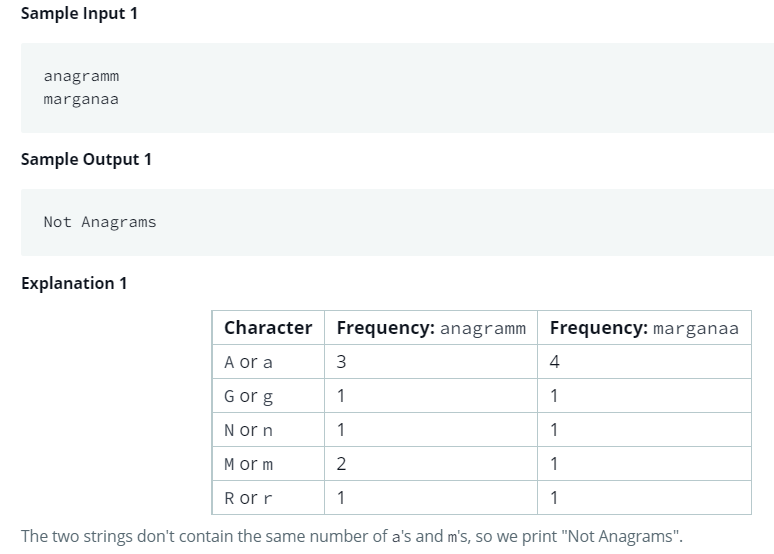 Sample Input 1
anagramm
marganaa
Sample Output 1
Not Anagrams
Explanation 1
Character Frequency: anagramm Frequency: marganaa
A or a 3 4
G or g 1 1
N or n 1 1
M or m 2 1
R or r 1 1
The two strings don't contain the same number of a's and m's, so we print "Not Anagrams".